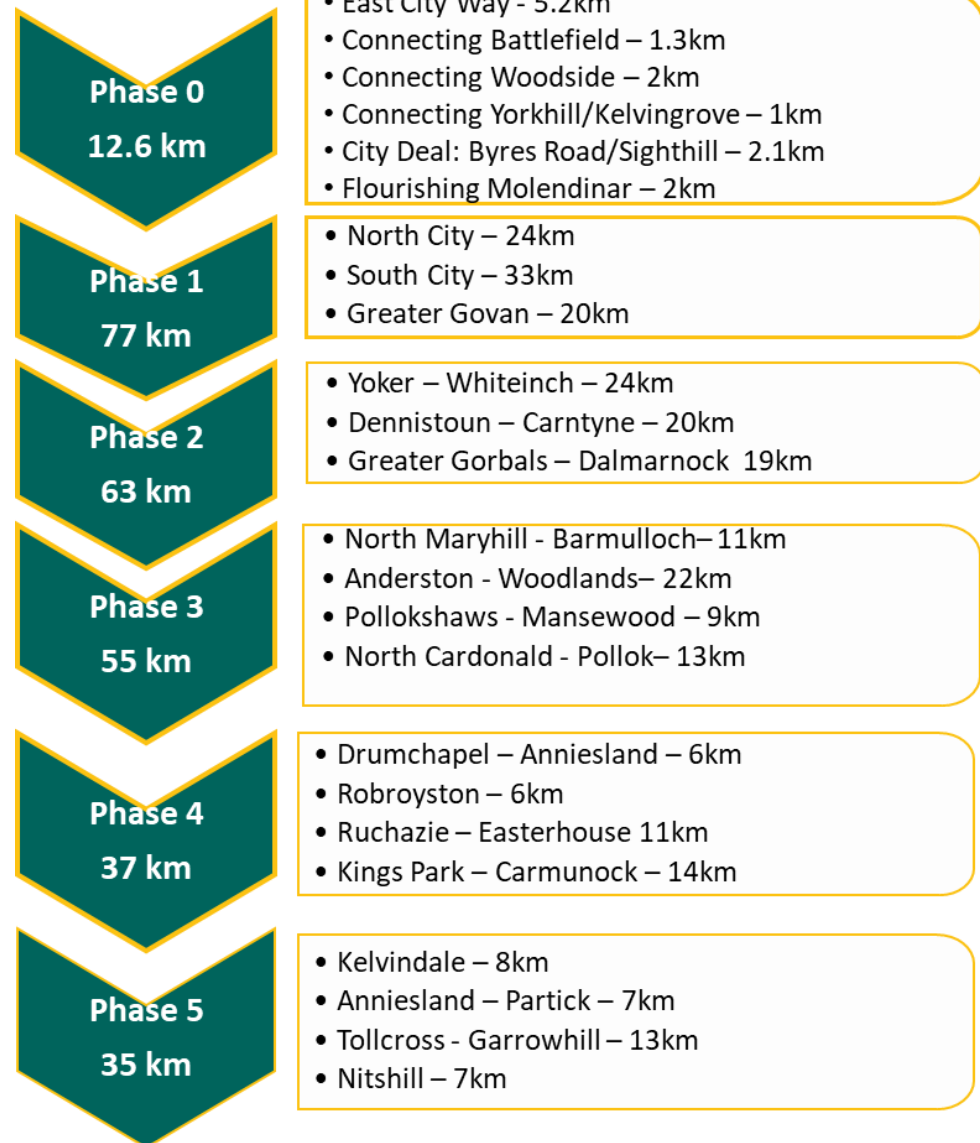 Phase 0
12.6 km
• East City Way - 5.2km
• Connecting Battlefield – 1.3km
• Connecting Woodside – 2km
• Connecting Yorkhill/Kelvingrove – 1km
• City Deal: Byres Road/Sighthill – 2.1km
• Flourishing Molendinar – 2km
Phase 1
77 km
• North City – 24km
• South City – 33km
• Greater Govan – 20km
Phase 2
63 km
• Yoker – Whiteinch – 24km
• Dennistoun – Carntyne – 20km
• Greater Gorbals – Dalmarnock  19km
Phase 3
55 km
• North Maryhill - Barmulloch– 11km
• Anderston - Woodlands– 22km
• Pollokshaws - Mansewood – 9km
• North Cardonald - Pollok– 13km
Phase 4
37 km
• Drumchapel – Anniesland – 6km
• Robroyston – 6km
• Ruchazie – Easterhouse 11km
• Kings Park – Carmunock – 14km
Phase 5
35 km
• Kelvindale – 8km
• Anniesland – Partick – 7km
• Tollcross - Garrowhill – 13km
• Nitshill – 7km